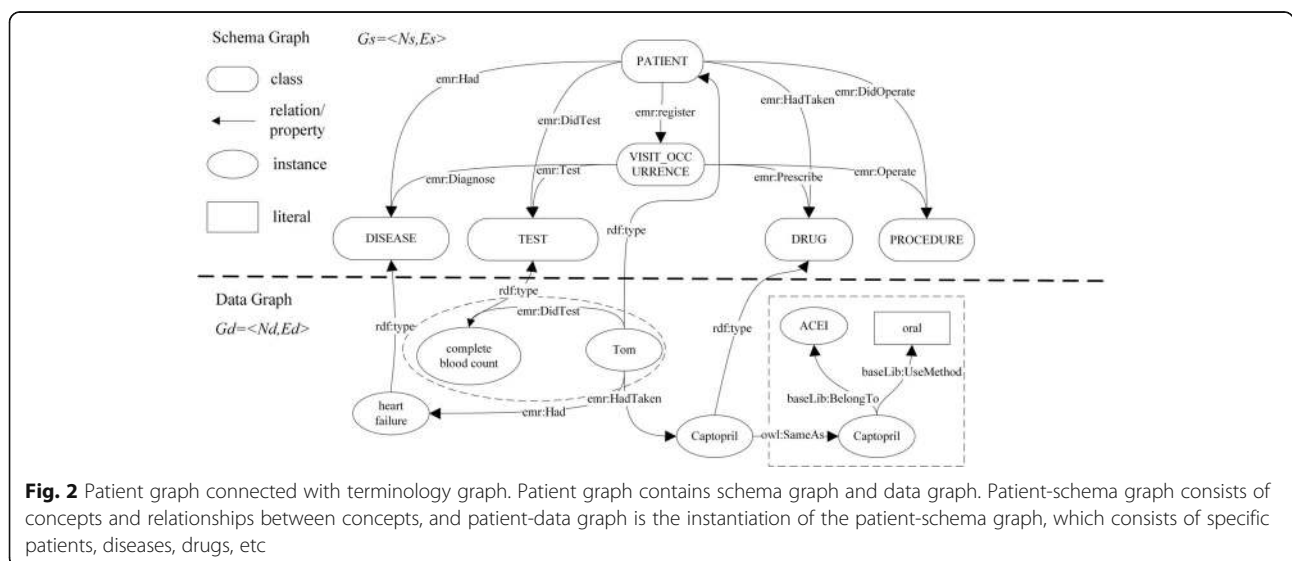 Schema Graph
Gs=<Ns,Es>
class
relation/
property
instance
literal
PATIENT
emr:Had
emr:DidTest
emr:register
emr:HadTaken
emr:DidOperate
VISIT_OCC
URRENCE
emr:Diagnose
emr:Test
emr:Prescribe
emr:Operate
DISEASE
TEST
rdf:type
DRUG
PROCEDURE
Data Graph
Gd=<Nd,Ed>
rdf:type
rdf:type
emr:DidTest
complete
blood count
Tom
rdf:type
ACEI
oral
baseLib:UseMethod
baseLib:BelongTo
heart
failure
emr:Had
emr:HadTaken
Captopril
owl:SameAs
Captopril
Fig. 2 Patient graph connected with terminology graph. Patient graph contains schema graph and data graph. Patient-schema graph consists of
concepts and relationships between concepts, and patient-data graph is the instantiation of the patient-schema graph, which consists of specific
patients, diseases, drugs, etc